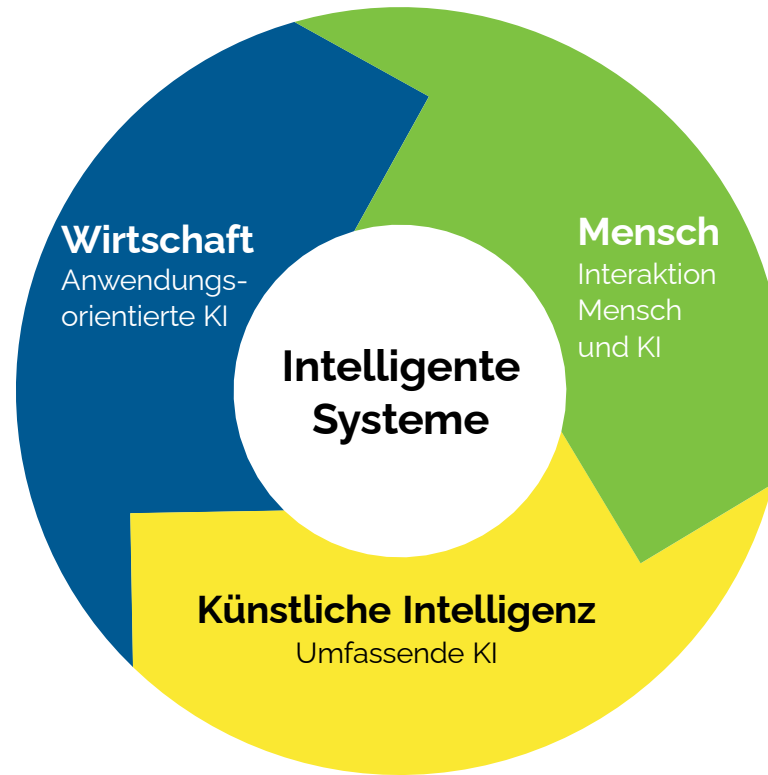 Wirtschaft
Anwendungs-
orientierte KI
Mensch
Interaktion
Mensch
und KI
Intelligente
Systeme
Künstliche Intelligenz
Umfassende KI